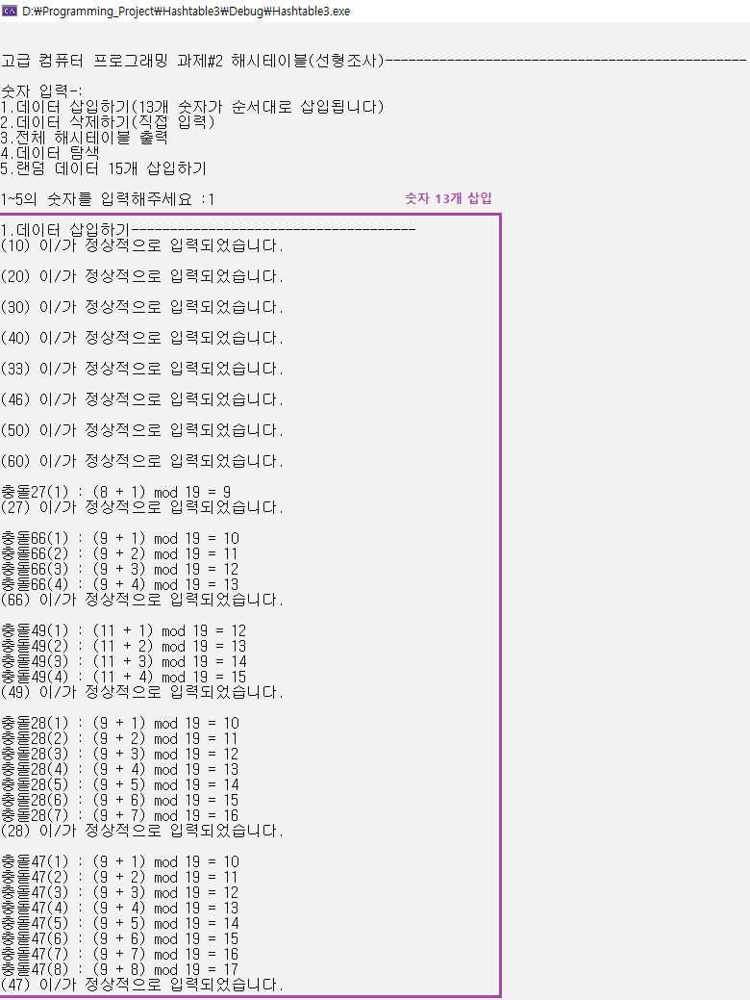 D:₩Programming_Project₩Hashtable3₩Debug₩Hashtable3.exe
고급 컴퓨터 프로그래밍 과제#2 해시테이블(선형조사)-----------------------------------------------
숫자 입력-:
1.데이터 삽입하기(13개 숫자가 순서대로 삽입됩니다)
2.데이터 삭제하기(직접 입력)
3.전체 해시테이블 출력
4.데이터 탐색
5.랜덤 데이터 15개 삽입하기
1~5의 숫자를 입력해주세요 :1
숫자 13개 삽입
1.데이터 삽입하기-------------------------------------
(10) 이/가 정상적으로 입력되었습니다.
(20) 이/가 정상적으로 입력되었습니다.
(30) 이/가 정상적으로 입력되었습니다.
(40) 이/가 정상적으로 입력되었습니다.
(33) 이/가 정상적으로 입력되었습니다.
(46) 이/가 정상적으로 입력되었습니다.
(50) 이/가 정상적으로 입력되었습니다.
(60) 이/가 정상적으로 입력되었습니다.
충돌27(1) : (8 + 1) mod 19 = 9
(27) 이/가 정상적으로 입력되었습니다.
충돌66(1) : (9 + 1) mod 19 = 10
충돌66(2) : (9 + 2) mod 19 = 11
충돌66(3) : (9 + 3) mod 19 = 12
충돌66(4) : (9 + 4) mod 19 = 13
(66) 이/가 정상적으로 입력되었습니다.
충돌49(1) : (11 + 1) mod 19 = 12
충돌49(2) : (11 + 2) mod 19 = 13
충돌49(3) : (11 + 3) mod 19 = 14
충돌49(4) : (11 + 4) mod 19 = 15
(49) 이/가 정상적으로 입력되었습니다.
충돌28(1) : (9 + 1) mod 19 = 10
충돌28(2) : (9 + 2) mod 19 = 11
충돌28(3) : (9 + 3) mod 19 = 12
충돌28(4) : (9 + 4) mod 19 = 13
충돌28(5) : (9 + 5) mod 19 = 14
충돌28(6) : (9 + 6) mod 19 = 15
충돌28(7) : (9 + 7) mod 19 = 16
(28) 이/가 정상적으로 입력되었습니다.
충돌47(1) : (9 + 1) mod 19 = 10
충돌47(2) : (9 + 2) mod 19 = 11
충돌47(3) : (9 + 3) mod 19 = 12
충돌47(4) : (9 + 4) mod 19 = 13
충돌47(5) : (9 + 5) mod 19 = 14
충돌47(6) : (9 + 6) mod 19 = 15
충돌47(7) : (9 + 7) mod 19 = 16
충돌47(8) : (9 + 8) mod 19 = 17
(47) 이/가 정상적으로 입력되었습니다.